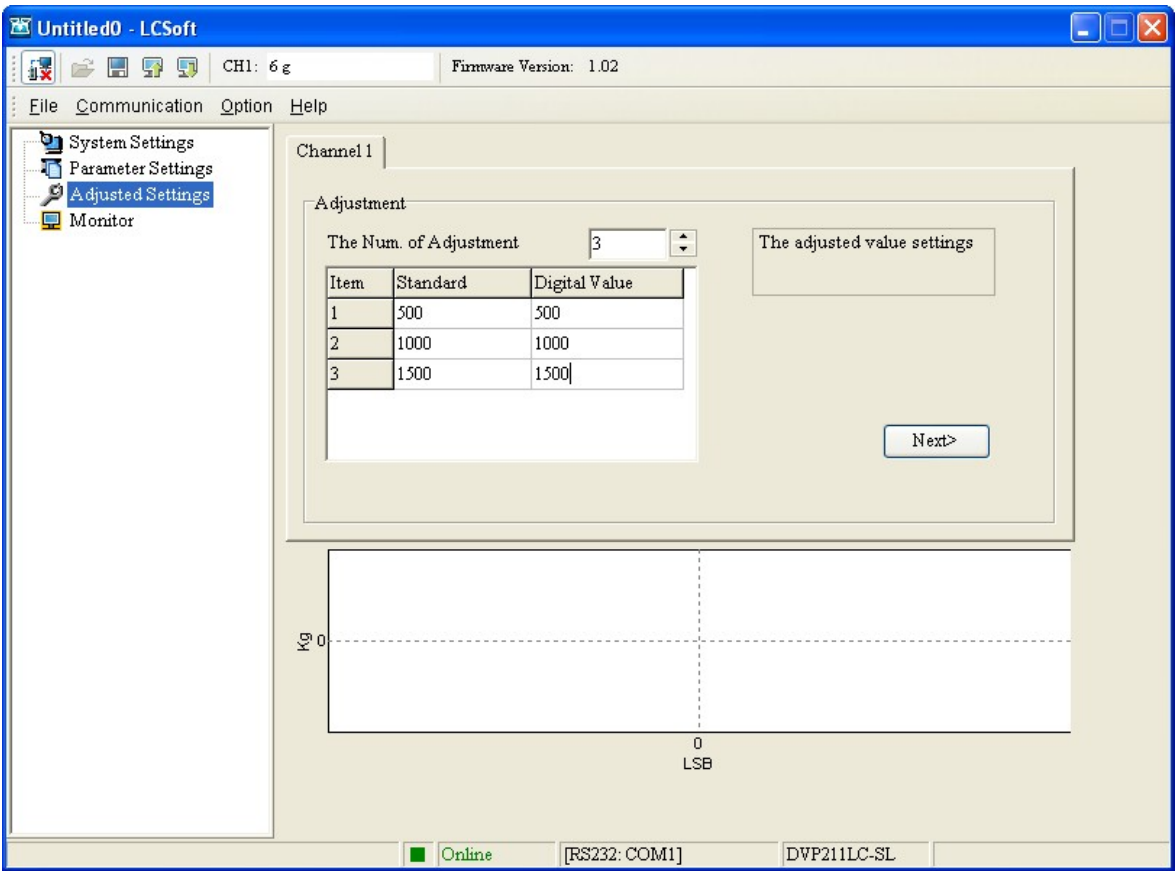 Untitled0 - LCSoft
CH1: 6 g Firmware Version: 1.02
File Communication Option Help
System Settings
Parameter Settings
Adjusted Settings
Monitor
Channel 1
Adjustment
The Num. of Adjustment 3
The adjusted value settings
Item Standard Digital Value
1 500 500
2 1000 1000
3 1500 1500
Next>
Kg
0
0
LSB
Online [RS232: COM1] DVP211LC-SL